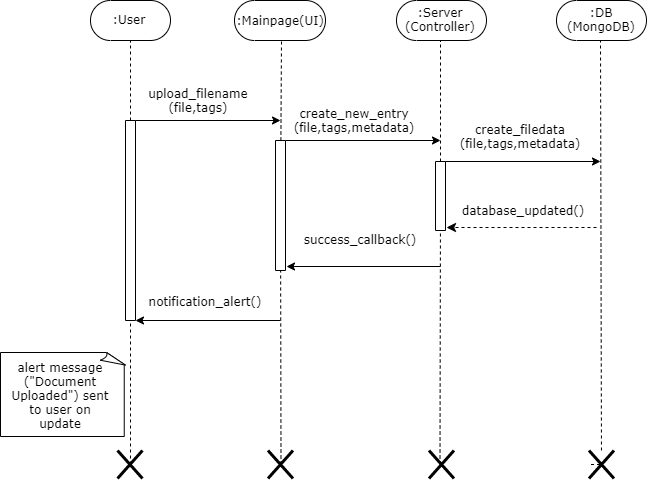 :User
:Mainpage(UI)
:Server
(Controller)
:DB
(MongoDB)
upload_filename
(file,tags)
create_new_entry
(file,tags,metadata)
create_filedata
(file,tags,metadata)
database_updated()
success_callback()
notification_alert()
alert message
("Document
Uploaded") sent
to user on
update